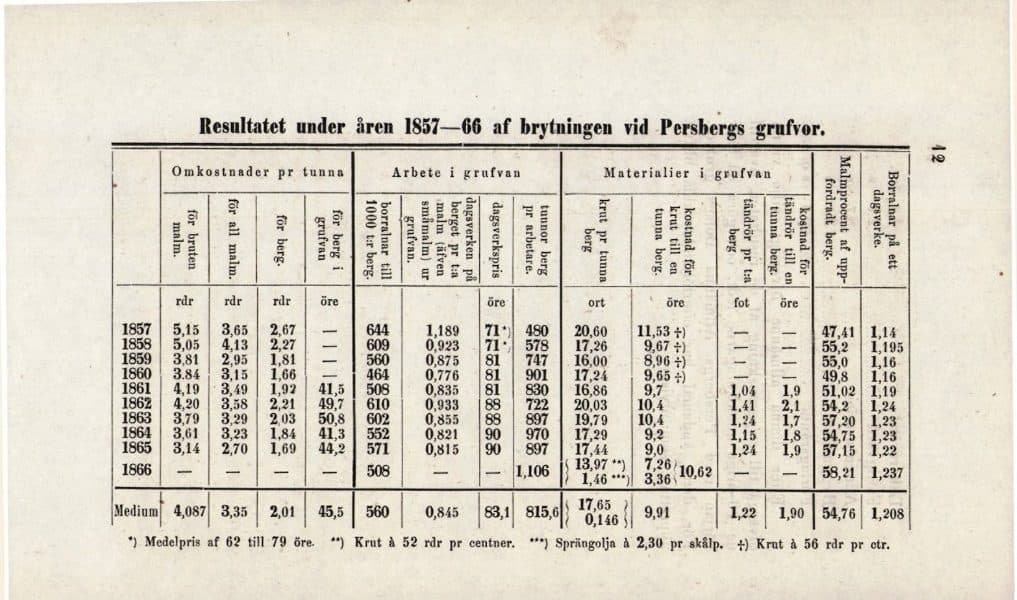 Resultatet under åren 1857—66 af brytningen vid Persbergs grufvor.
12
Omkostnader pr tunna | Arbete i grufvan | Materialier i grufvan | Malmprocent af upp-fordradt berg. | Borralnar på ett dagsverke.
för bruten malm. | för all malm. | för berg. | för berg i grufvan | borralnar till 1000 t:r berg. | dagsverken på berget pr t:a malm (äfven småmalm) ur grufvan. | dagsverkspris | tunnor berg pr arbetare. | krut pr tunna berg | kostnad för krut till en tunna berg. | tändrör pr t:a berg | kostnad för tändrör till en tunna berg.
rdr | rdr | rdr | öre | öre | ort | öre | fot | öre
1857 | 5,15 | 3,65 | 2,67 | — | 644 | 1,189 | 71*) | 480 | 20,60 | 11,53 ÷) | — | — | 47,41 | 1,14
1858 | 5,05 | 4,13 | 2,27 | — | 609 | 0,923 | 71*) | 578 | 17,26 | 9,67 ÷) | — | — | 55,2 | 1,195
1859 | 3,81 | 2,95 | 1,81 | — | 560 | 0,875 | 81 | 747 | 16,00 | 8,96 ÷) | — | — | 55,0 | 1,16
1860 | 3.84 | 3,15 | 1,66 | — | 464 | 0,776 | 81 | 901 | 17,24 | 9,65 ÷) | — | — | 49,8 | 1,16
1861 | 4,19 | 3,49 | 1,92 | 41,5 | 508 | 0,835 | 81 | 830 | 16,86 | 9,7 | 1,04 | 1,9 | 51,02 | 1,19
1862 | 4,20 | 3,58 | 2,21 | 49,7 | 610 | 0,933 | 88 | 722 | 20,03 | 10,4 | 1,41 | 2,1 | 54,2 | 1,24
1863 | 3,79 | 3,29 | 2,03 | 50,8 | 602 | 0,855 | 88 | 897 | 19,79 | 10,4 | 1,24 | 1,7 | 57,20 | 1,23
1864 | 3,61 | 3,23 | 1,84 | 41,3 | 552 | 0,821 | 90 | 970 | 17,29 | 9,2 | 1,15 | 1,8 | 54,75 | 1,23
1865 | 3,14 | 2,70 | 1,69 | 44,2 | 571 | 0,815 | 90 | 897 | 17,44 | 9,0 | 1,24 | 1,9 | 57,15 | 1,22
1866 | — | — | — | — | 508 | — | — | 1,106 | { 13,97 **) 1,46 ***) | 7,26 3,36 } 10,62 | — | — | 58,21 | 1,237
Medium | 4,087 | 3,35 | 2,01 | 45,5 | 560 | 0,845 | 83,1 | 815,6 | { 17,65 0,146 } | 9,91 | 1,22 | 1,90 | 54,76 | 1,208
*) Medelpris af 62 till 79 öre. **) Krut à 52 rdr pr centner. ***) Sprängolja à 2,30 pr skålp. ÷) Krut à 56 rdr pr ctr.